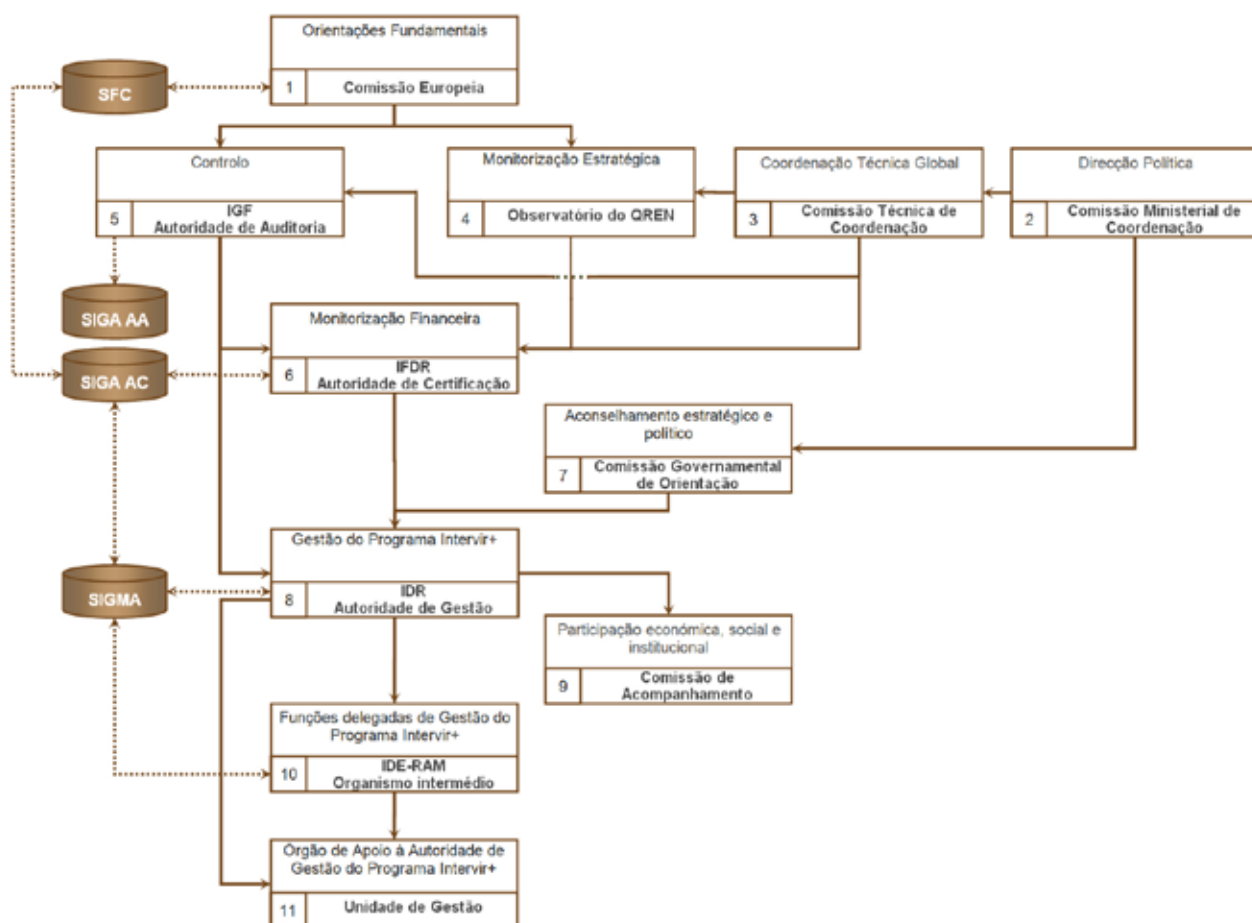 Orientações Fundamentais
1
Comissão Europeia
SFC
Controlo
5
IGF
Autoridade de Auditoria
Monitorização Estratégica
4
Observatório do QREN
Coordenação Técnica Global
3
Comissão Técnica de
Coordenação
Direcção Política
2
Comissão Ministerial de
Coordenação
SIGA AA
Monitorização Financeira
6
IFDR
Autoridade de Certificação
SIGA AC
Aconselhamento estratégico e
político
7
Comissão Governamental
de Orientação
Gestão do Programa Intervir+
8
IDR
Autoridade de Gestão
SIGMA
Participação económica, social e
institucional
9
Comissão de
Acompanhamento
Funções delegadas de Gestão do
Programa Intervir+
10
IDE-RAM
Organismo intermédio
Órgão de Apoio à Autoridade de
Gestão do Programa Intervir+
11
Unidade de Gestão